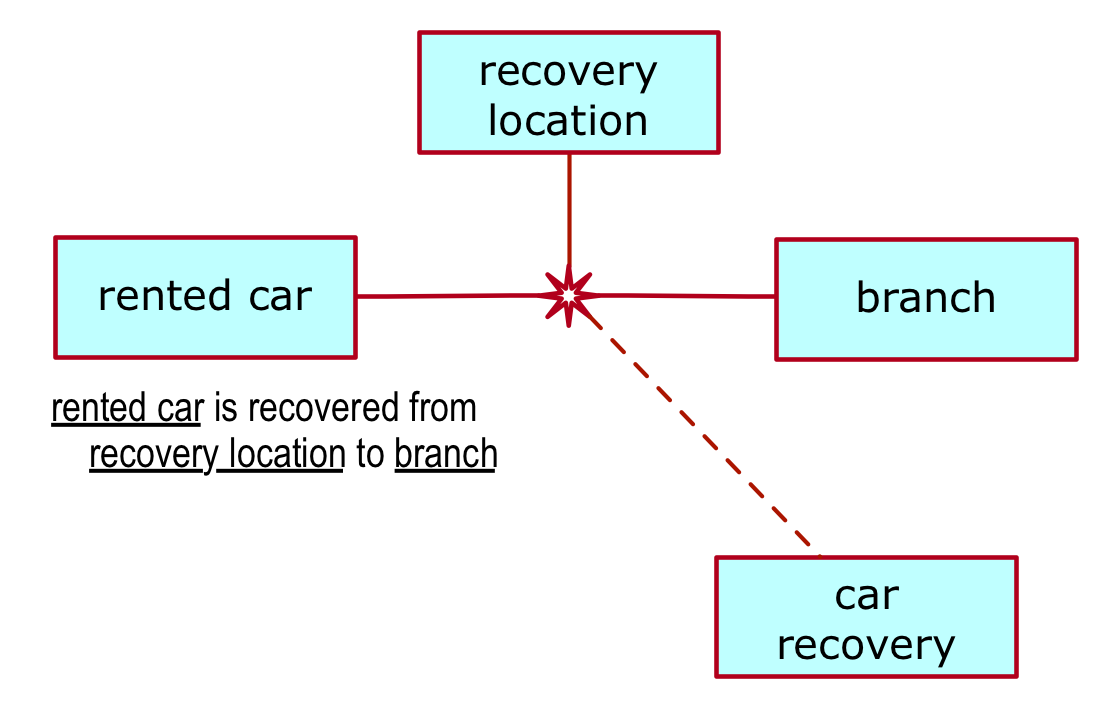 recovery
location
rented car
branch
rented car is recovered from
recovery location to branch
car
recovery